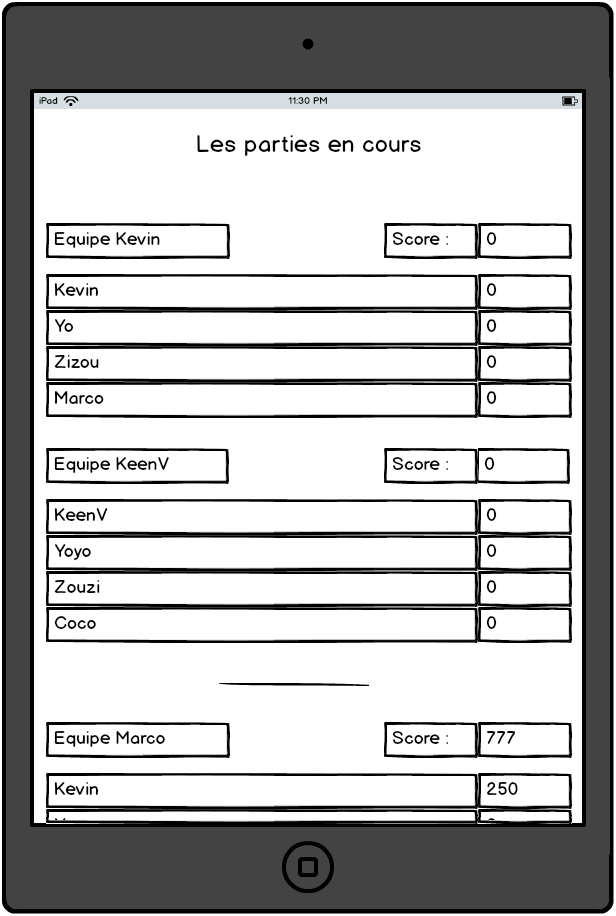 iPad 11:30 PM
Les parties en cours
Equipe Kevin Score : 0
Kevin 0
Yo 0
Zizou 0
Marco 0
Equipe KeenV Score : 0
KeenV 0
Yoyo 0
Zouzi 0
Coco 0
Equipe Marco Score : 777
Kevin 250